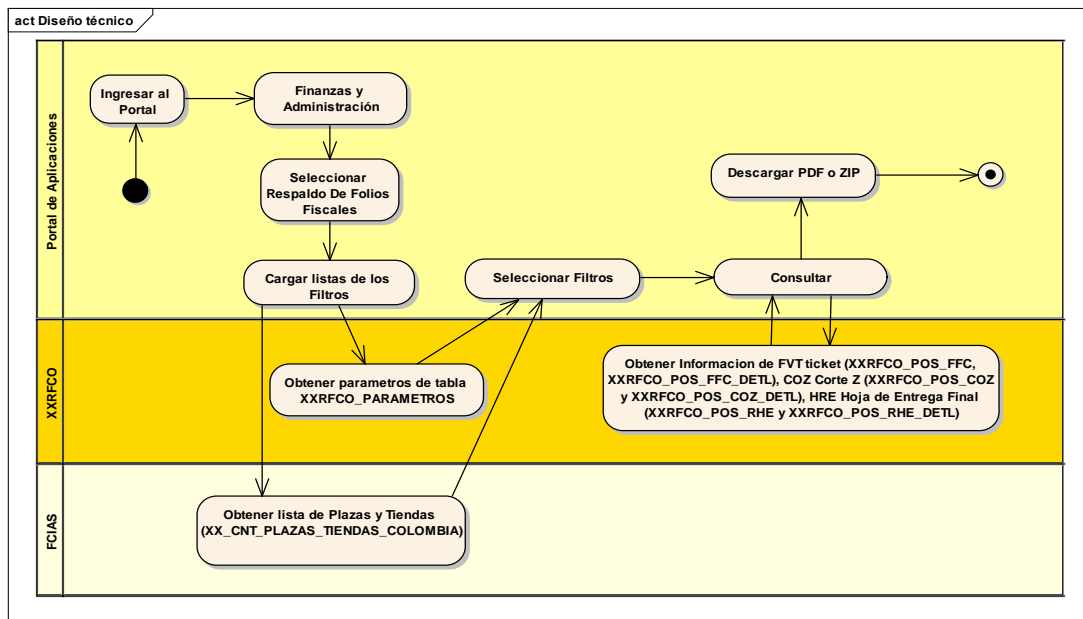 act Diseño técnico
Portal de Aplicaciones
Ingresar al
Portal
Finanzas y
Administración
Seleccionar
Respaldo De Folios
Fiscales
Cargar listas de los
Filtros
Seleccionar Filtros
Consultar
Descargar PDF o ZIP
XXRFCO
Obtener parametros de tabla
XXRFCO_PARAMETROS
Obtener Informacion de FVT ticket (XXRFCO_POS_FFC,
XXRFCO_POS_FFC_DETL), COZ Corte Z (XXRFCO_POS_COZ
y XXRFCO_POS_COZ_DETL), HRE Hoja de Entrega Final
(XXRFCO_POS_RHE y XXRFCO_POS_RHE_DETL)
FCIAS
Obtener lista de Plazas y Tiendas
(XX_CNT_PLAZAS_TIENDAS_COLOMBIA)